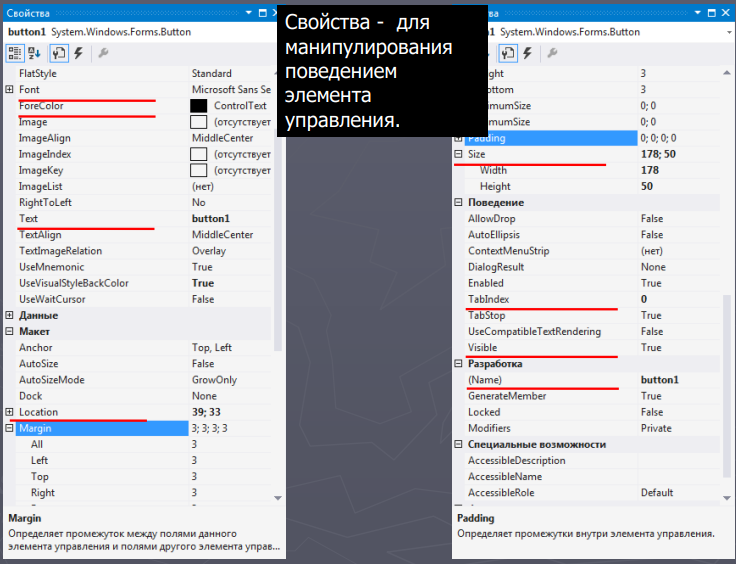 Свойства
button1 System.Windows.Forms.Button
FlatStyle Standard
Font Microsoft Sans Se
ForeColor ControlText
Image (отсутствует
ImageAlign MiddleCenter
ImageIndex (отсутствует
ImageKey (отсутствует
ImageList (нет)
RightToLeft No
Text button1
TextAlign MiddleCenter
TextImageRelation Overlay
UseMnemonic True
UseVisualStyleBackColor True
UseWaitCursor False
Данные
Макет
Anchor Top, Left
AutoSize False
AutoSizeMode GrowOnly
Dock None
Location 39; 33
Margin 3; 3; 3; 3
All 3
Left 3
Top 3
Right 3
Margin
Определяет промежуток между полями данного
элемента управления и полями другого элемента управ...
Свойства - для
манипулирования
поведением
элемента
управления.
.Windows.Forms.Button
ght 3
ottom 3
imumSize 0; 0
imumSize 0; 0
Padding 0; 0; 0; 0
Size 178; 50
Width 178
Height 50
Поведение
AllowDrop False
AutoEllipsis False
ContextMenuStrip (нет)
DialogResult None
Enabled True
TabIndex 0
TabStop True
UseCompatibleTextRendering False
Visible True
Разработка
(Name) button1
GenerateMember True
Locked False
Modifiers Private
Специальные возможности
AccessibleDescription
AccessibleName
AccessibleRole Default
Padding
Определяет промежутки внутри элемента управления.